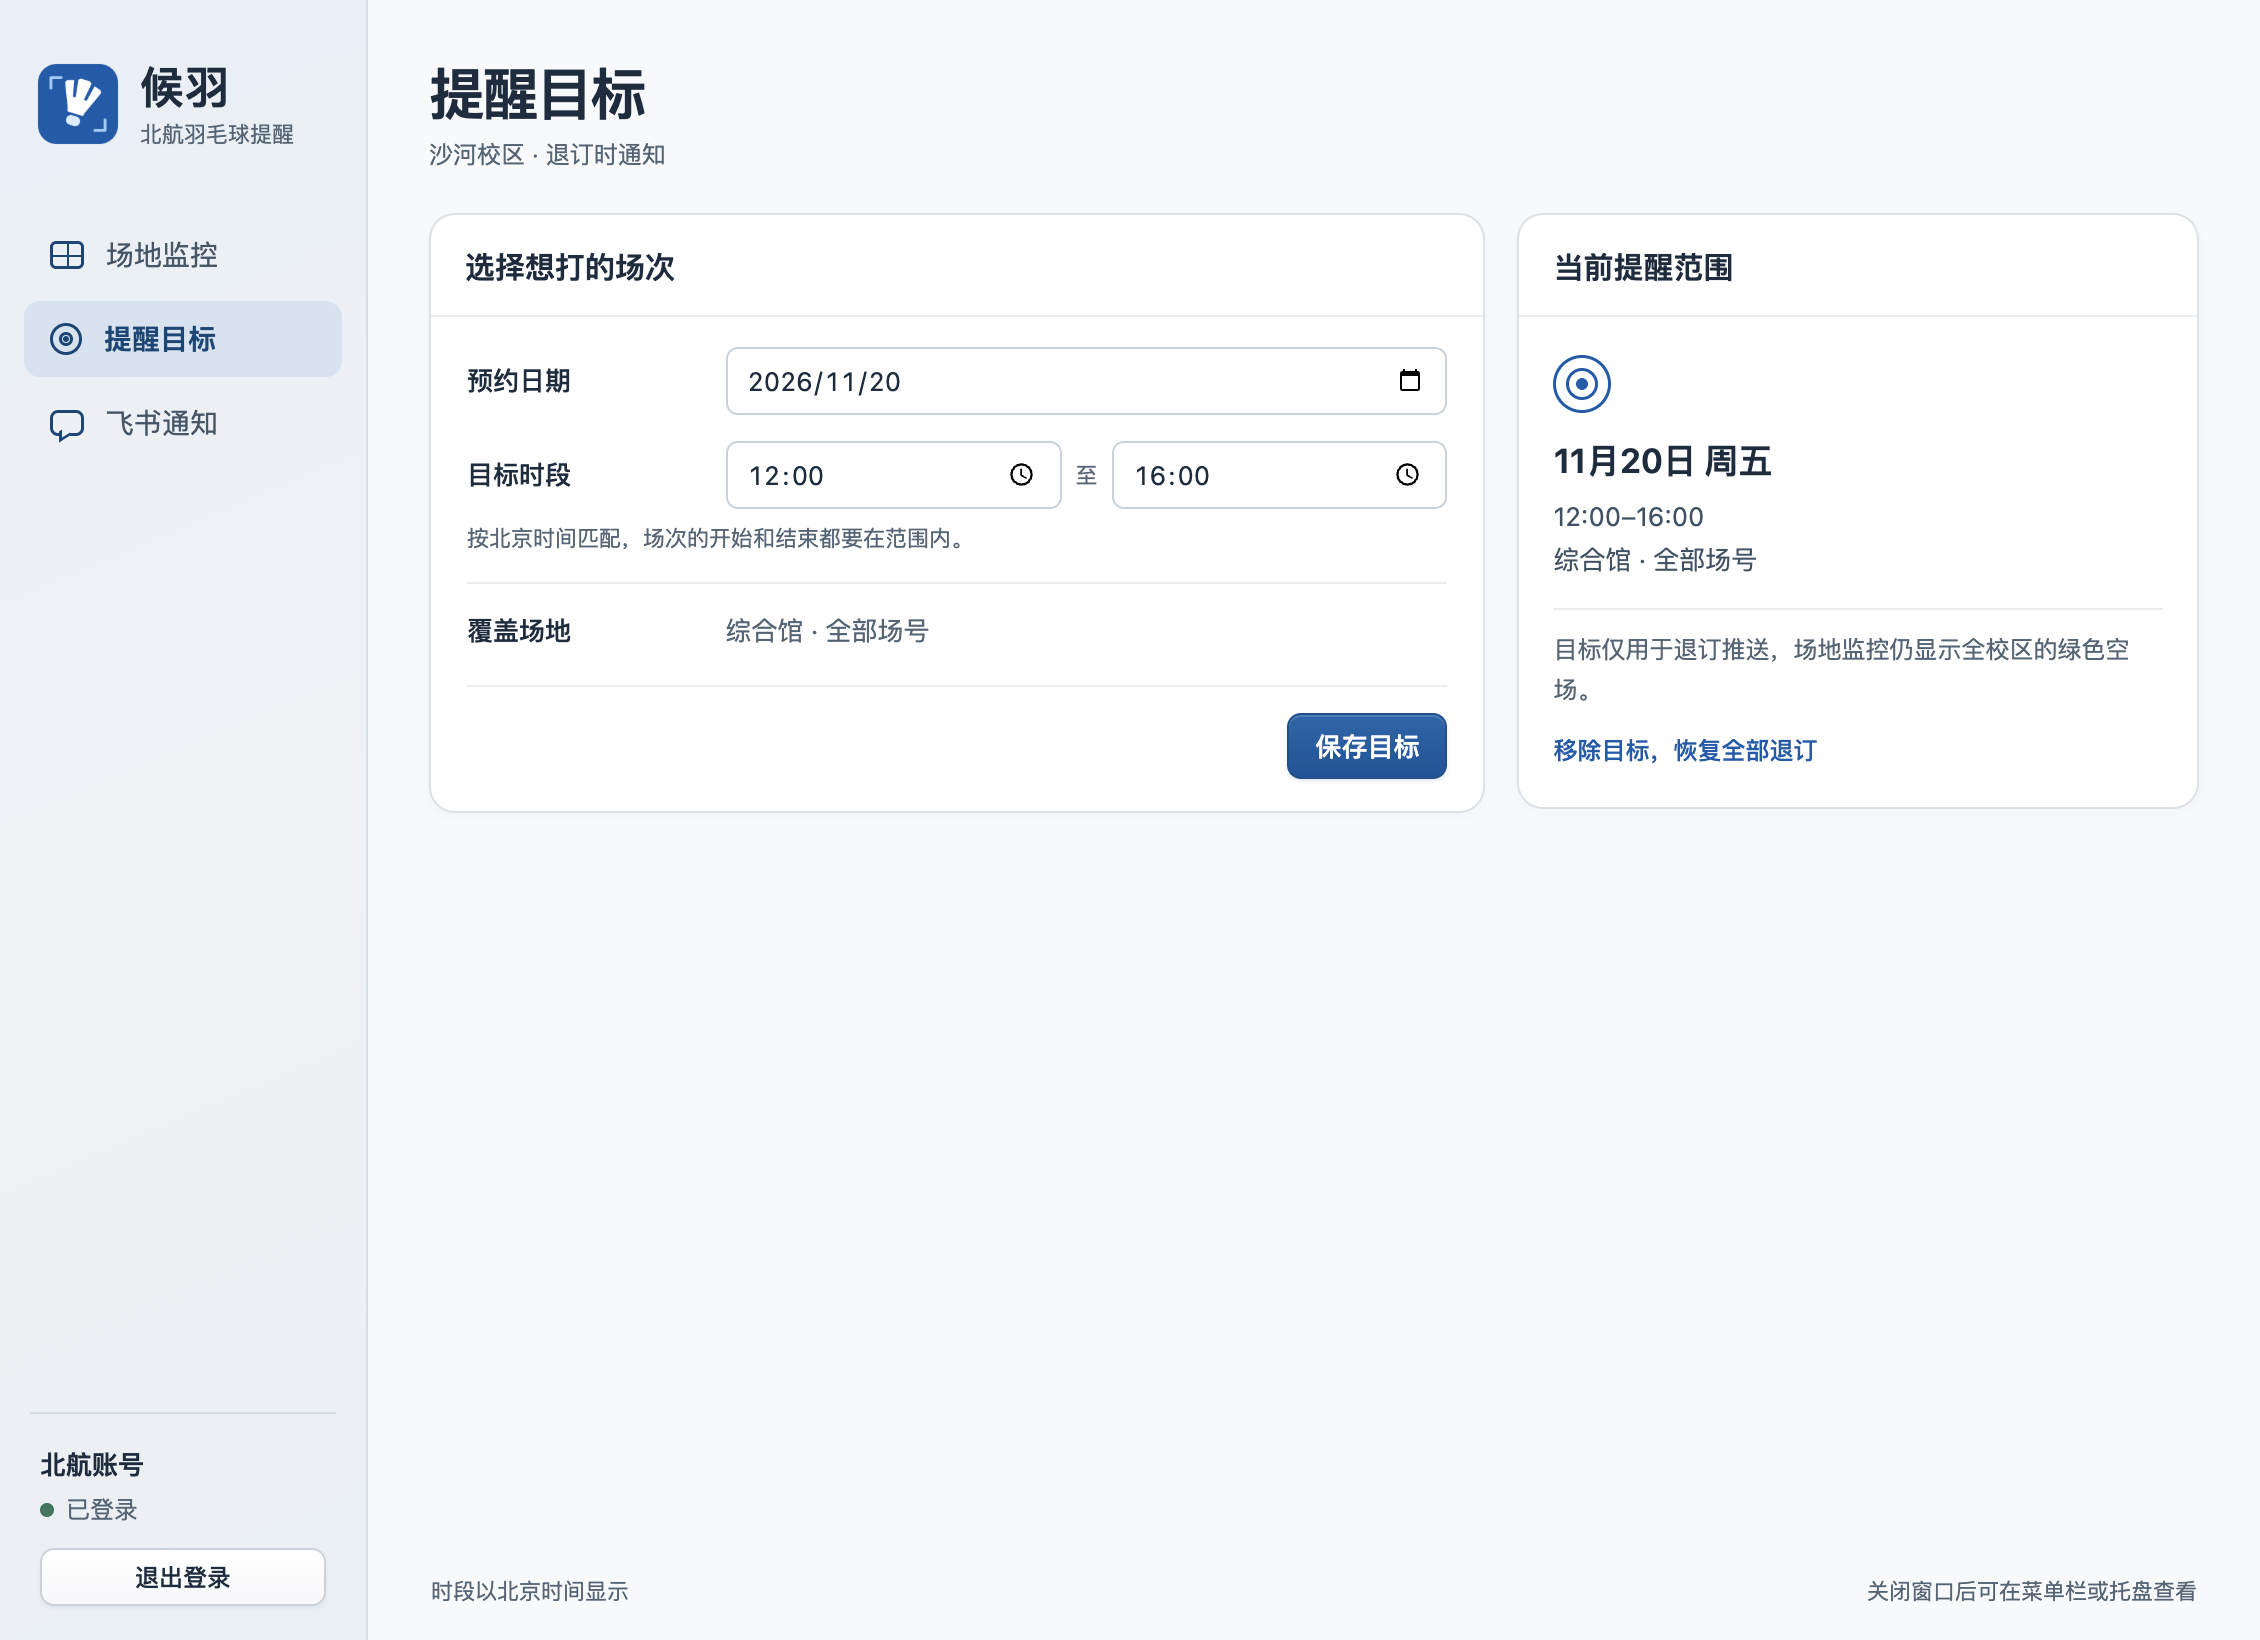 候羽
北航羽毛球提醒
场地监控
提醒目标
飞书通知
北航账号
已登录
退出登录
提醒目标
沙河校区 · 退订时通知
选择想打的场次
预约日期
2026/11/20
目标时段
12:00 至 16:00
按北京时间匹配，场次的开始和结束都要在范围内。
覆盖场地
综合馆 · 全部场号
保存目标
当前提醒范围
11月20日 周五
12:00–16:00
综合馆 · 全部场号
目标仅用于退订推送，场地监控仍显示全校区的绿色空
场。
移除目标，恢复全部退订
时段以北京时间显示
关闭窗口后可在菜单栏或托盘查看